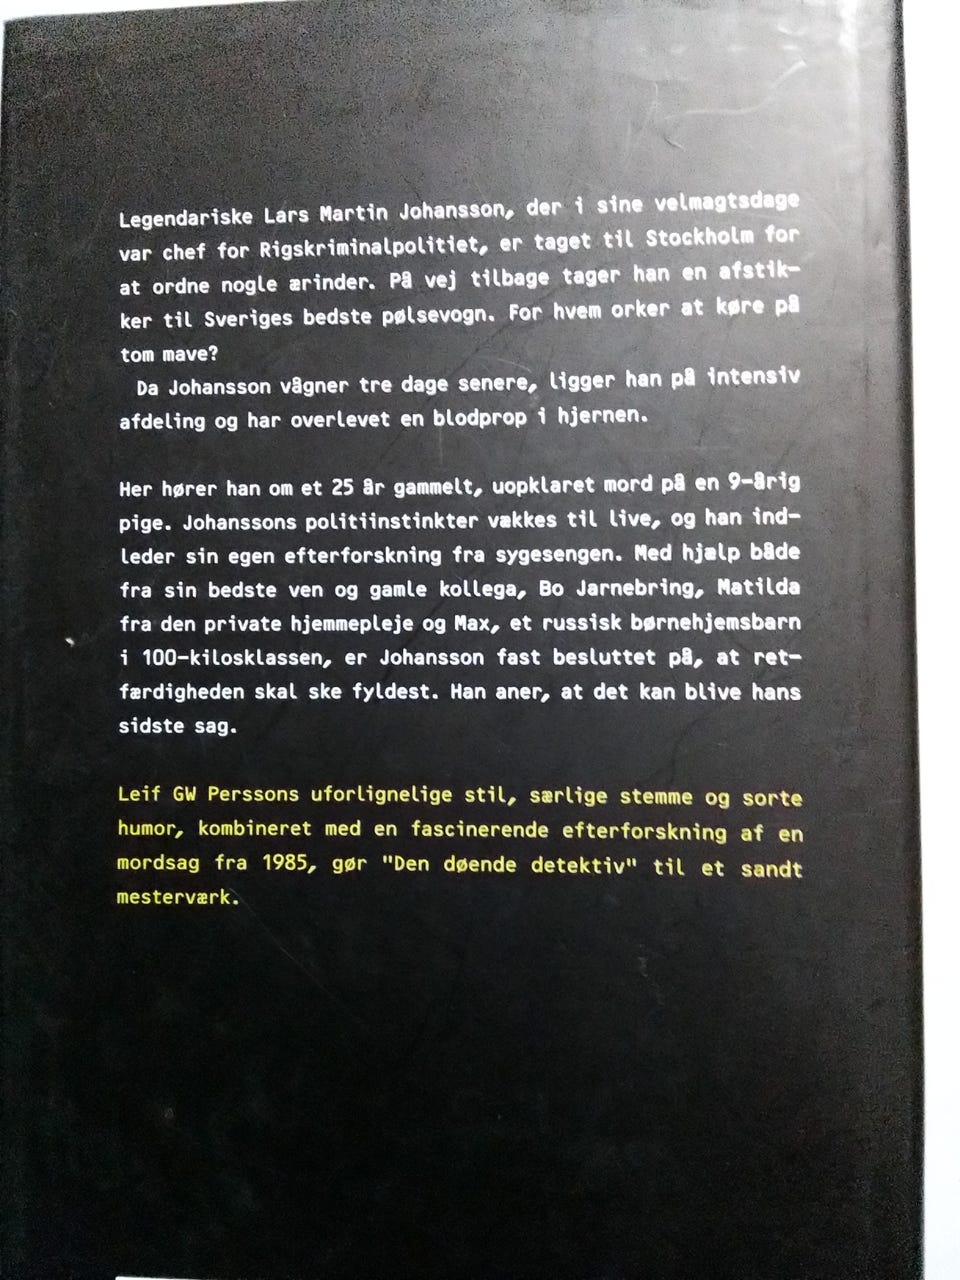 Legendariske Lars Martin Johansson, der i sine velmagtsdage
var chef for Rigskriminalpolitiet, er taget til Stockholm for
at ordne nogle ærinder. På vej tilbage tager han en afstik-
ker til Sveriges bedste pølsevogn. For hvem orker at køre på
tom mave?
Da Johansson vågner tre dage senere, ligger han på intensiv
afdeling og har overlevet en blodprop i hjernen.
Her hører han om et 25 år gammelt, uopklaret mord på en 9-årig
pige. Johanssons politiinstinkter vækkes til live, og han ind-
leder sin egen efterforskning fra sygesengen. Med hjælp både
fra sin bedste ven og gamle kollega, Bo Jarnebring, Matilda
fra den private hjemmepleje og Max, et russisk børnehjemsbarn
i 100-kilosklassen, er Johansson fast besluttet på, at ret-
færdigheden skal ske fyldest. Han aner, at det kan blive hans
sidste sag.
Leif GW Perssons uforlignelige stil, særlige stemme og sorte
humor, kombineret med en fascinerende efterforskning af en
mordsag fra 1985, gør "Den døende detektiv" til et sandt
mesterværk.